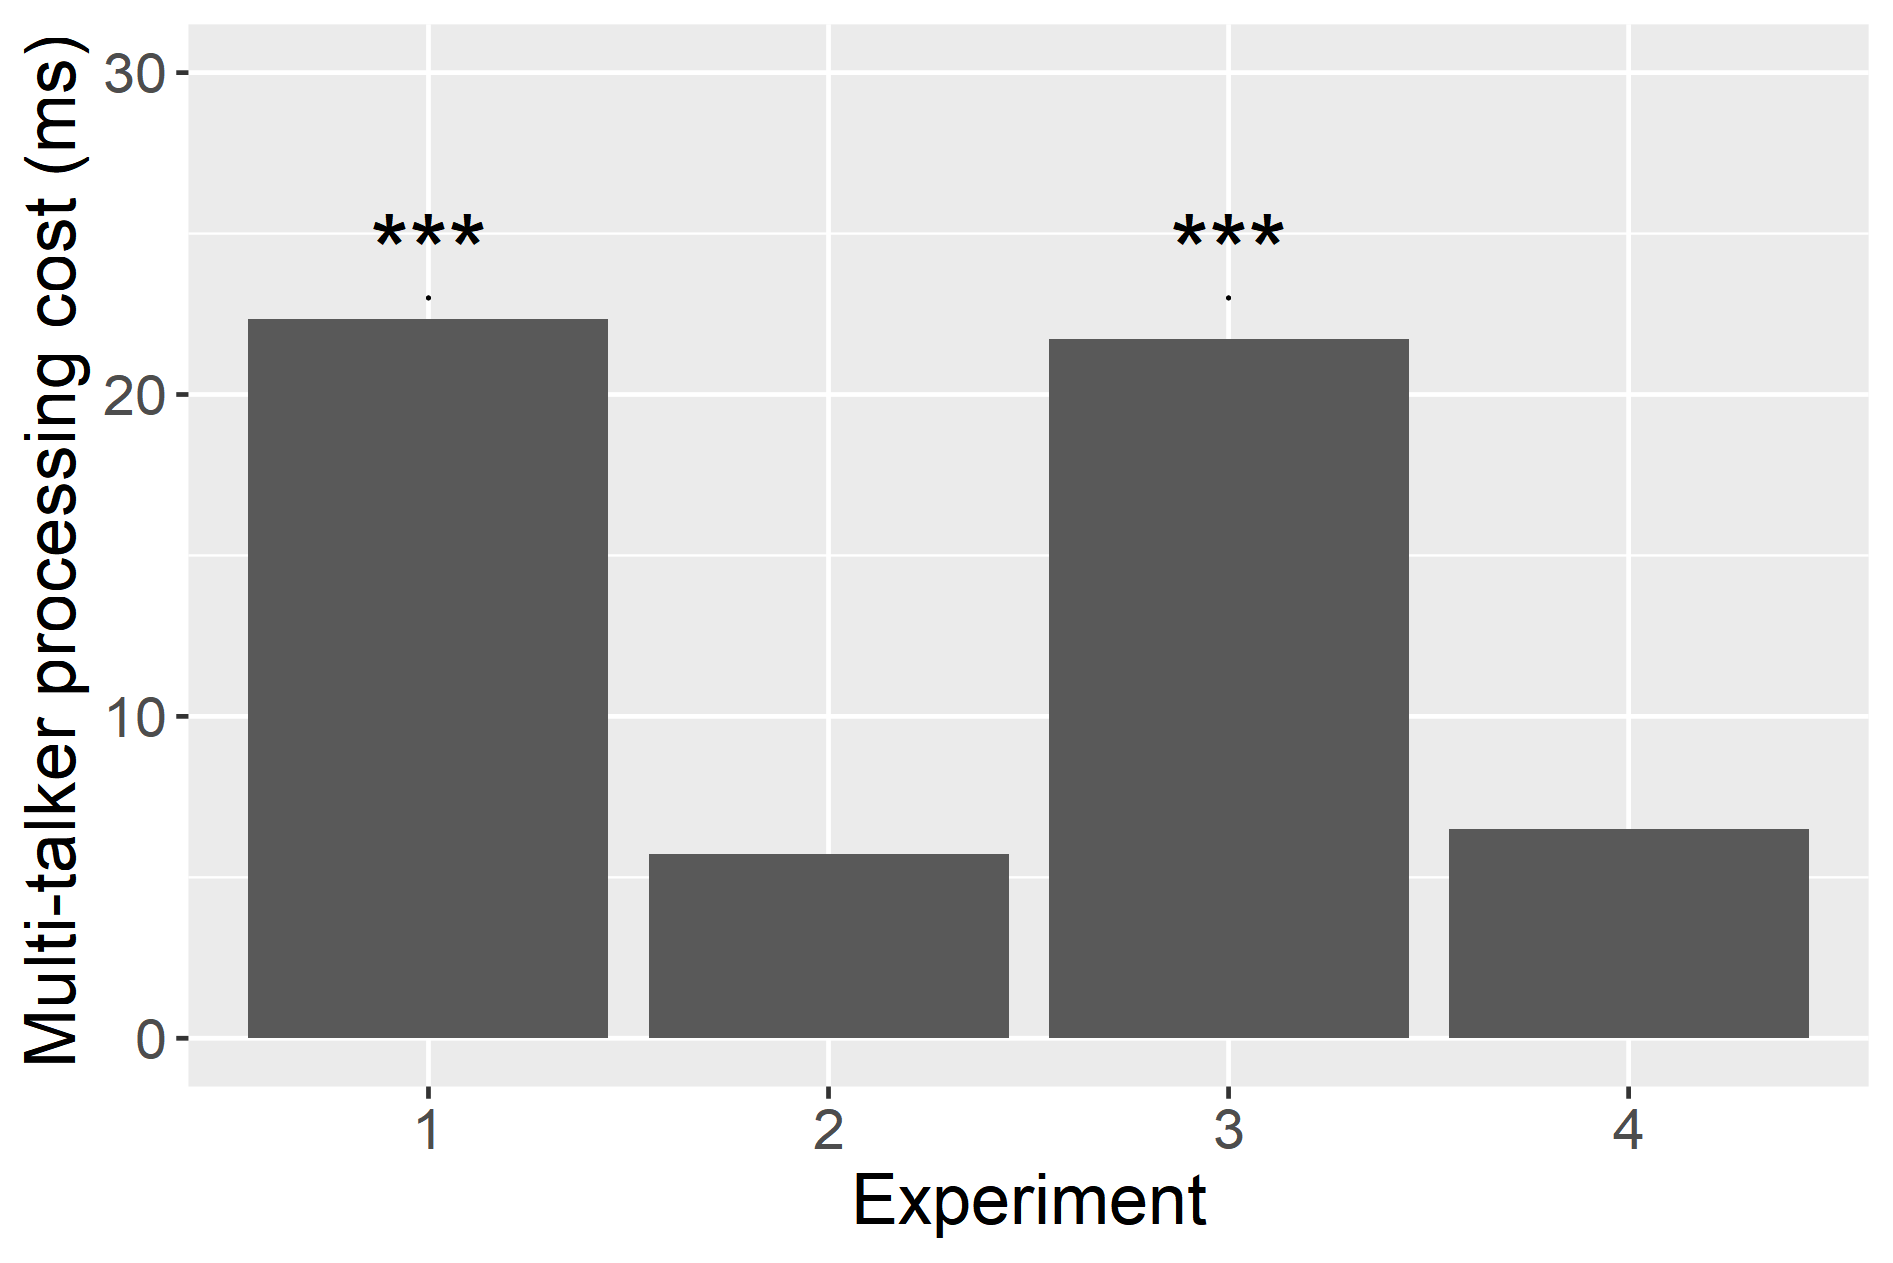 Multi-talker processing cost (ms)
30
20
10
0
*** ***
1 2 3 4
Experiment